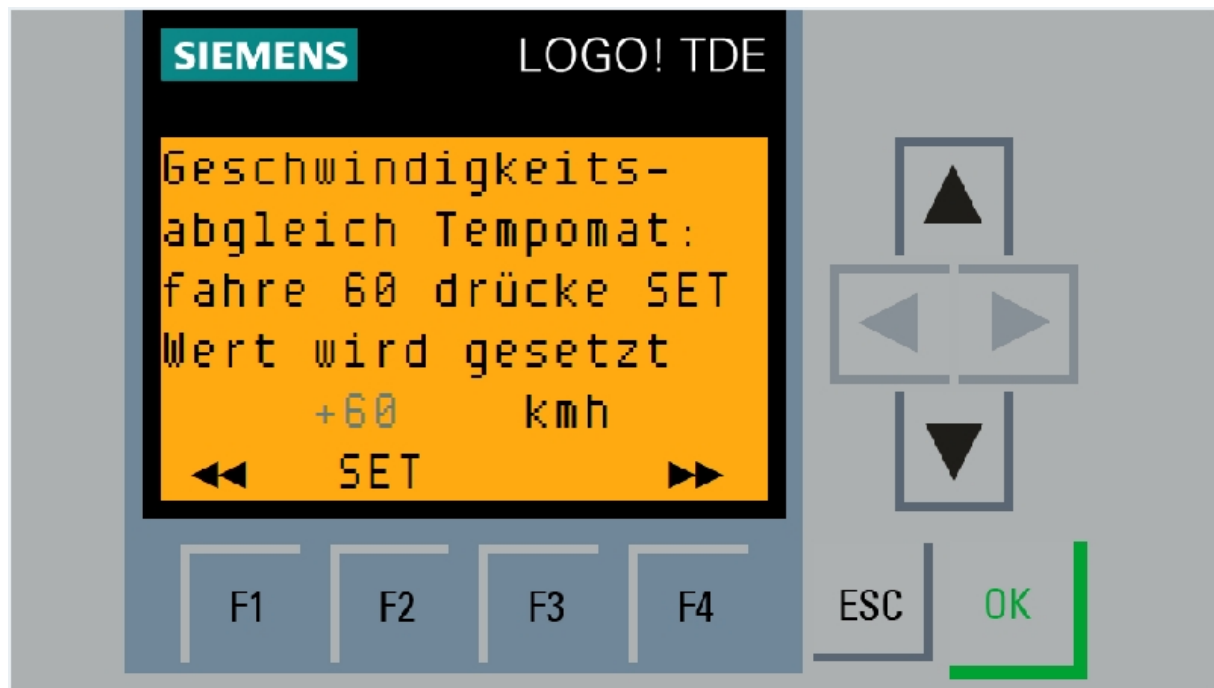 SIEMENS LOGO! TDE
Geschwindigkeits-
abgleich Tempomat:
fahre 60 drücke SET
Wert wird gesetzt
+60 kmh
◀◀ SET ▶▶
F1 F2 F3 F4 ESC OK